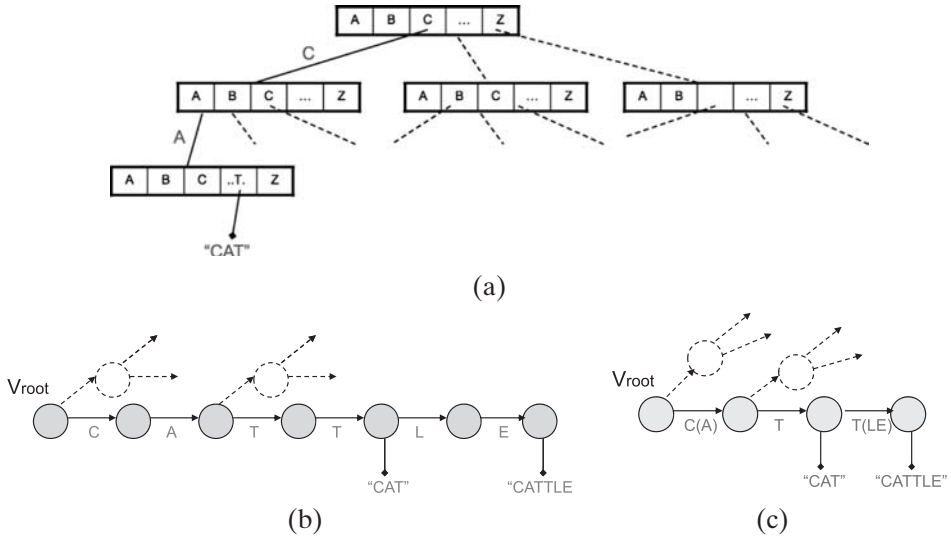 A B C ... Z
C
A B C ... Z
A B C ... Z
A B ... Z
A
A B C ..T. Z
"CAT"
(a)
Vroot
C A T T L E
"CAT"
"CATTLE
(b)
Vroot
C(A) T T(LE)
"CAT"
"CATTLE"
(c)